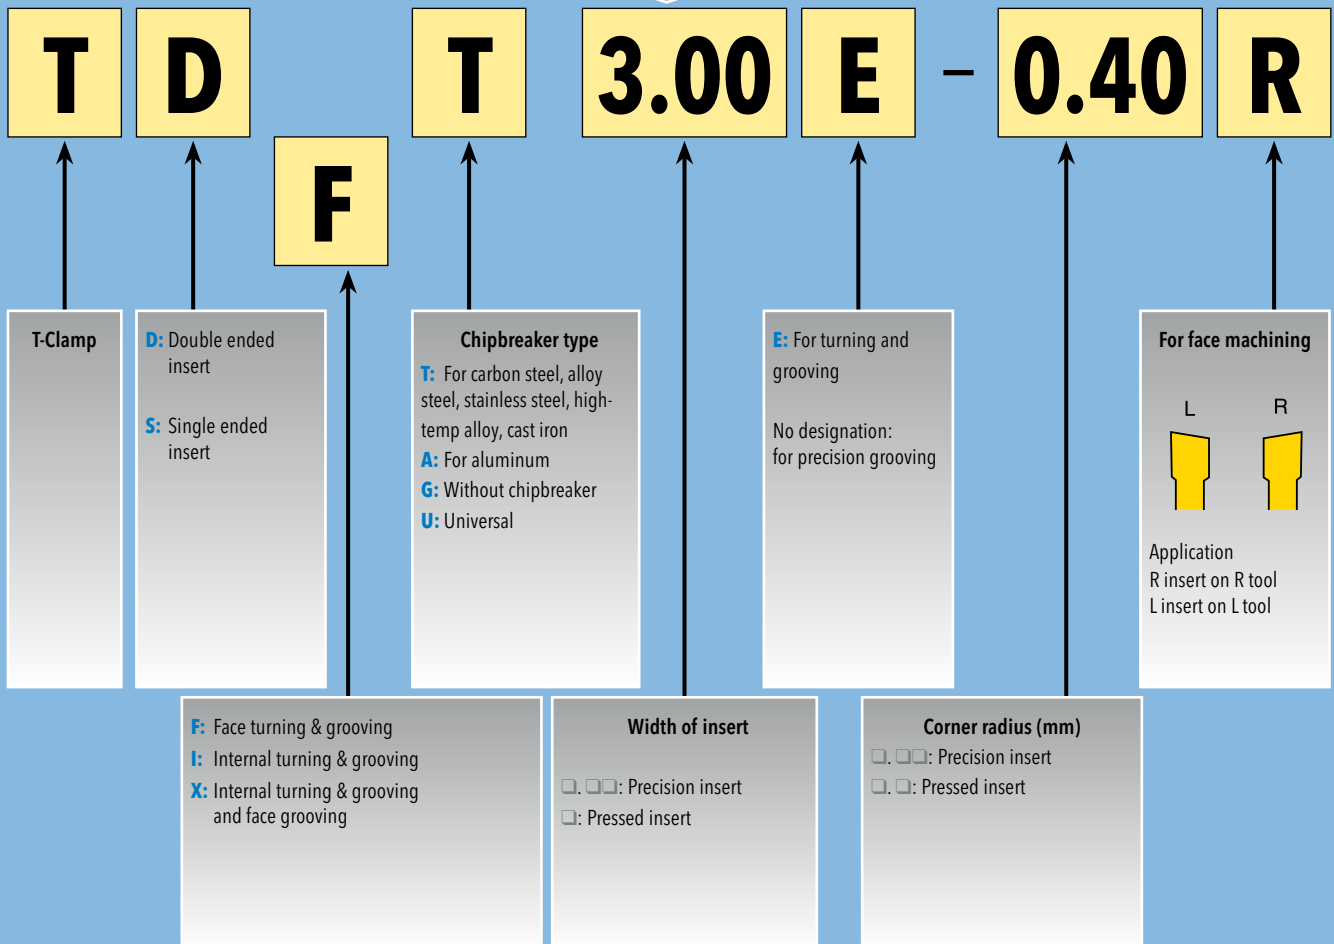 T D T 3.00 E – 0.40 R
F
T-Clamp
D: Double ended
insert
S: Single ended
insert
Chipbreaker type
T: For carbon steel, alloy
steel, stainless steel, high-
temp alloy, cast iron
A: For aluminum
G: Without chipbreaker
U: Universal
E: For turning and
grooving
No designation:
for precision grooving
For face machining
L R
Application
R insert on R tool
L insert on L tool
F: Face turning & grooving
I: Internal turning & grooving
X: Internal turning & grooving
and face grooving
Width of insert
❏. ❏❏: Precision insert
❏: Pressed insert
Corner radius (mm)
❏. ❏❏: Precision insert
❏. ❏: Pressed insert